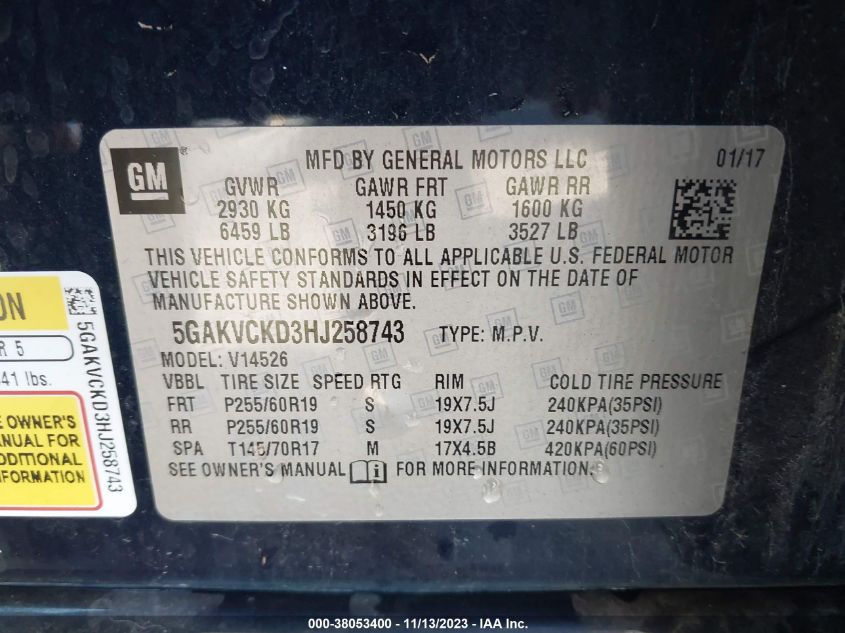 GM
MFD BY GENERAL MOTORS LLC 01/17
GVWR GAWR FRT GAWR RR
2930 KG 1450 KG 1600 KG
6459 LB 3196 LB 3527 LB
THIS VEHICLE CONFORMS TO ALL APPLICABLE U.S. FEDERAL MOTOR
VEHICLE SAFETY STANDARDS IN EFFECT ON THE DATE OF
MANUFACTURE SHOWN ABOVE.
5GAKVCKD3HJ258743 TYPE: M.P.V.
MODEL: V14526
VBBL TIRE SIZE SPEED RTG RIM COLD TIRE PRESSURE
FRT P255/60R19 S 19X7.5J 240KPA(35PSI)
RR P255/60R19 S 19X7.5J 240KPA(35PSI)
SPA T145/70R17 M 17X4.5B 420KPA(60PSI)
SEE OWNER'S MANUAL FOR MORE INFORMATION.
R 5
41 lbs.
OWNER'S
MANUAL FOR
INFORMATION
5GAKVCKD3HJ258743
000-38053400 - 11/13/2023 - IAA Inc.